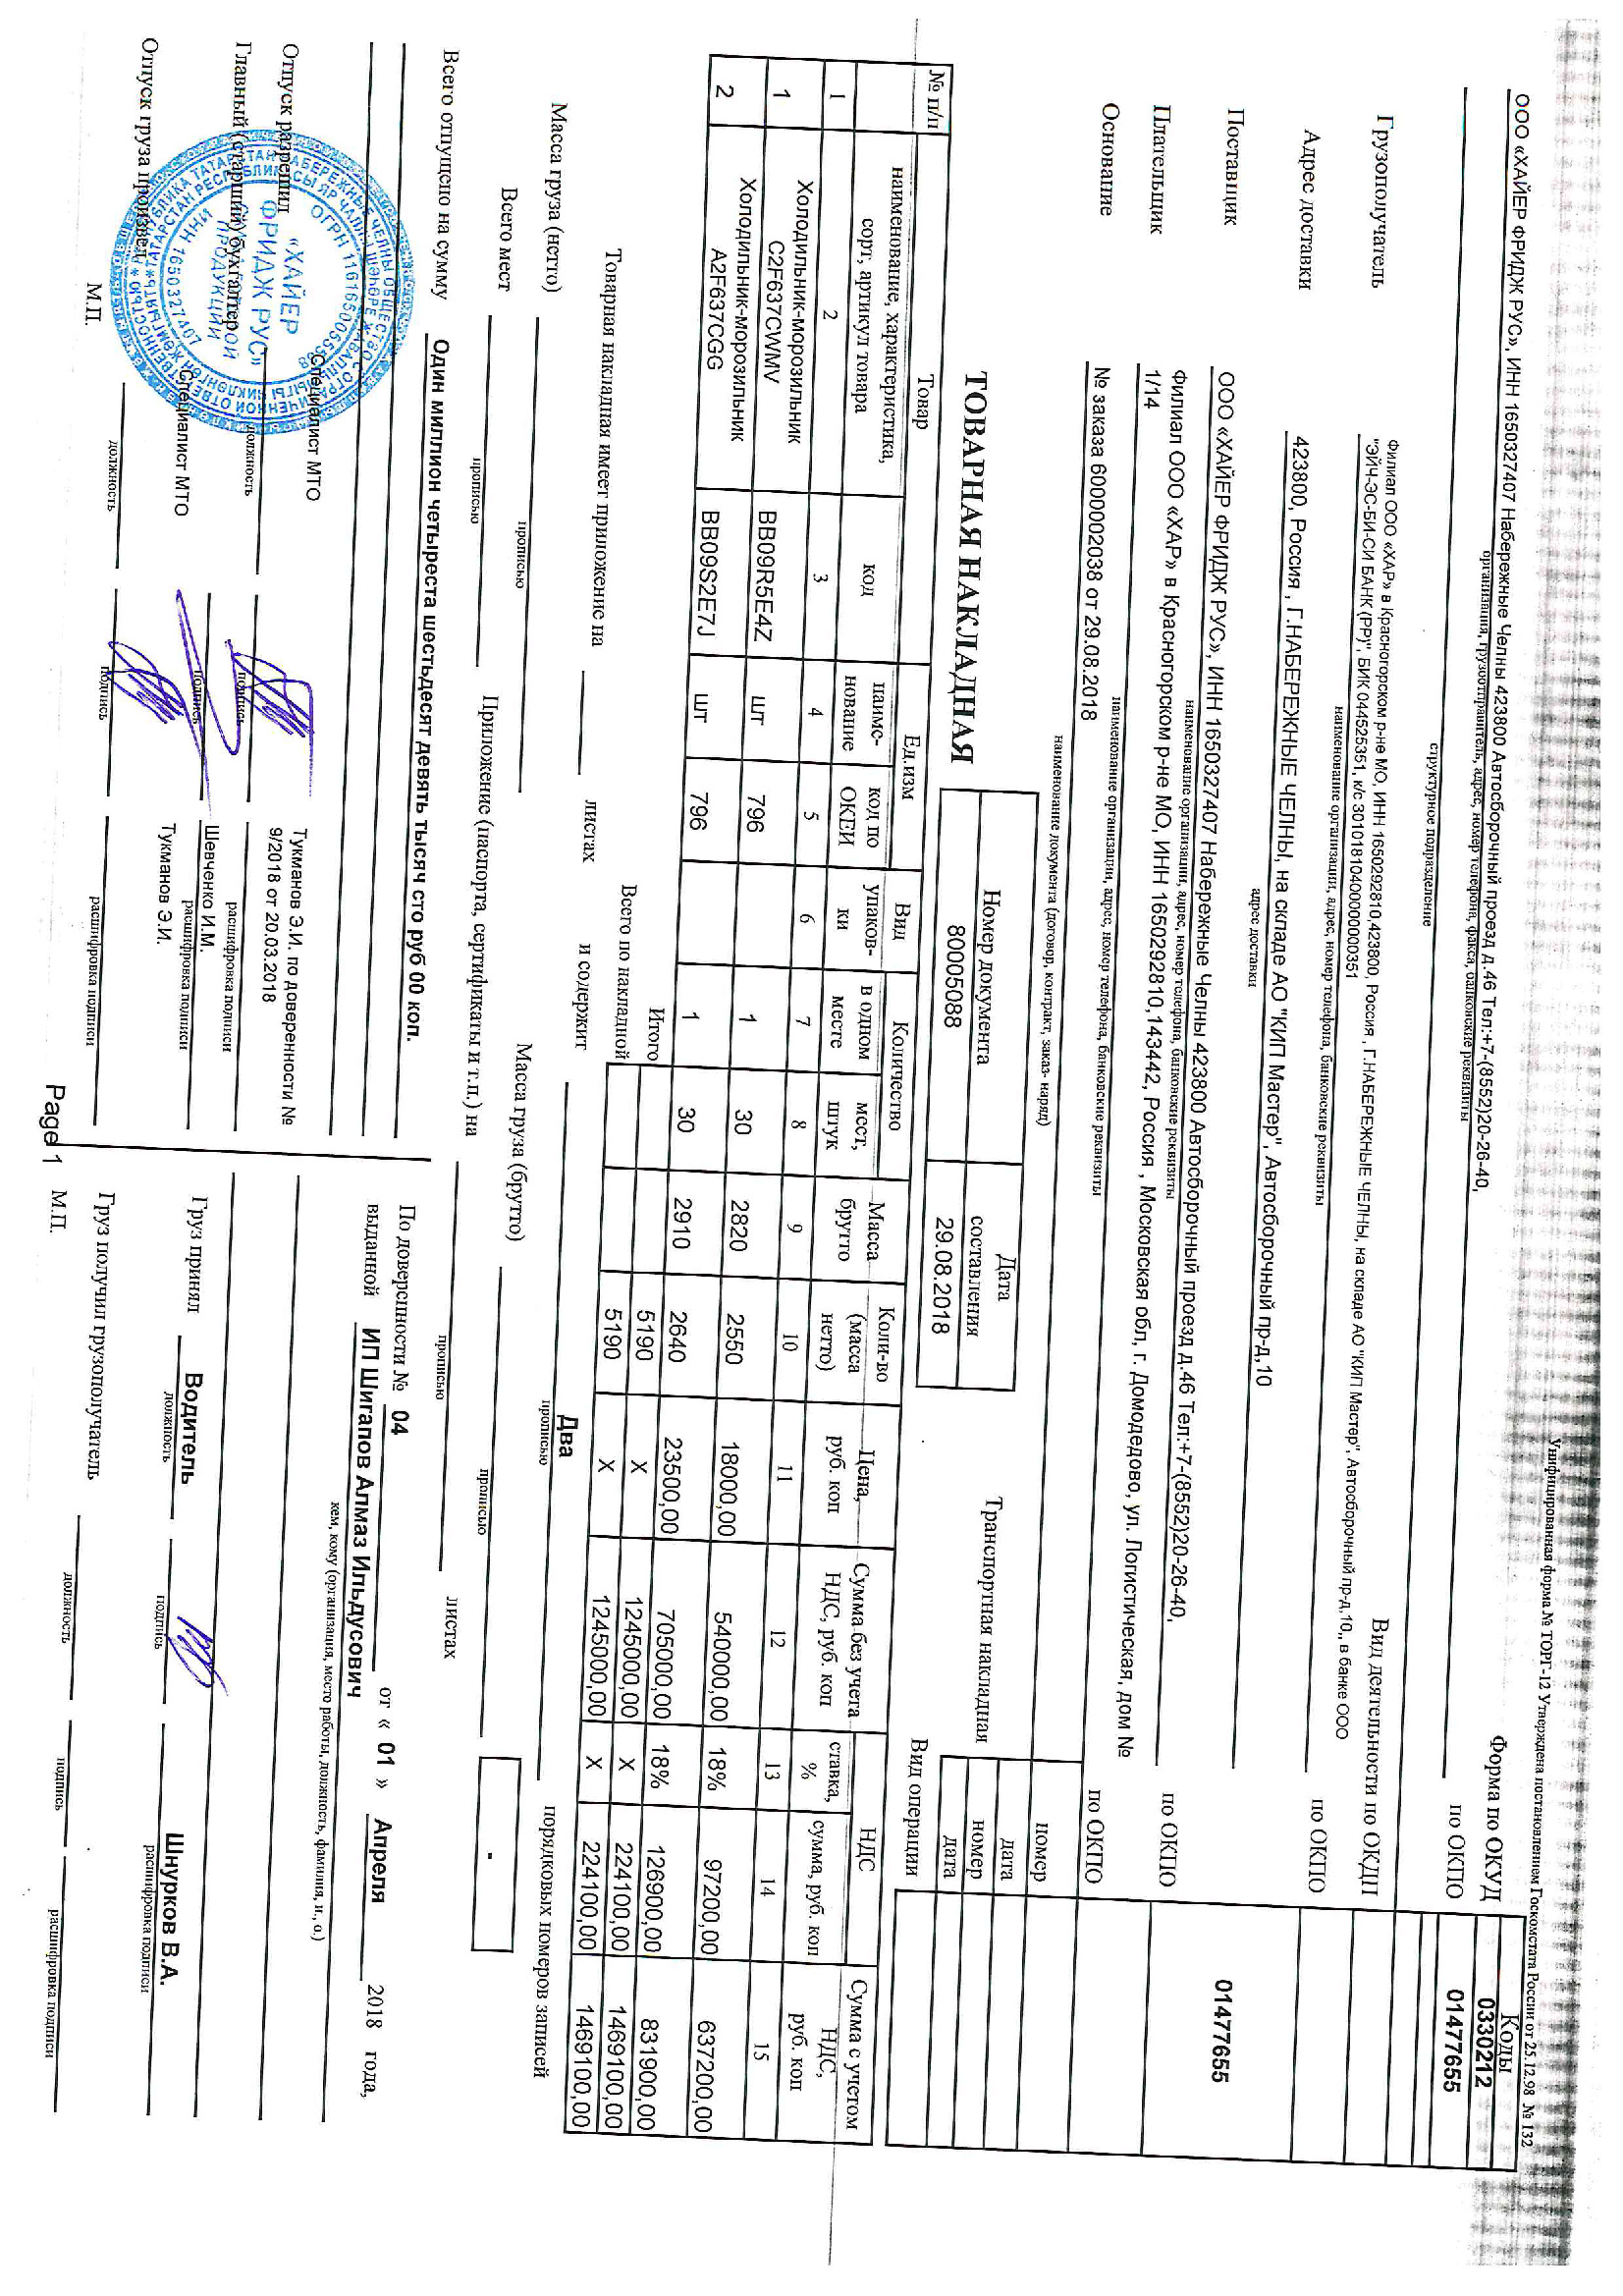 Унифицированная форма № ТОРГ-12 Утверждена постановлением Госкомстата России от 25.12.98 № 132
Коды
Форма по ОКУД 0330212
ООО «ХАЙЕР ФРИДЖ РУС», ИНН 1650327407 Набережные Челны 423800 Автосборочный проезд д.46 Тел:+7-(8552)20-26-40,
по ОКПО 01477655
организация, грузоотправитель, адрес, номер телефона, факса, банковские реквизиты
структурное подразделение
Вид деятельности по ОКДП
Грузополучатель
Филиал ООО «ХАР» в Красногорском р-не МО, ИНН 1650292810,423800, Россия , Г.НАБЕРЕЖНЫЕ ЧЕЛНЫ, на складе АО "КИП Мастер", Автосборочный пр-д,10,, в банке ООО
"ЭЙЧ-ЭС-БИ-СИ БАНК (РР)", БИК 044525351, к/с 30101810400000000351
по ОКПО
наименование организации, адрес, номер телефона, банковские реквизиты
Адрес доставки
423800, Россия , Г.НАБЕРЕЖНЫЕ ЧЕЛНЫ, на складе АО "КИП Мастер", Автосборочный пр-д,10
адрес доставки
Поставщик
ООО «ХАЙЕР ФРИДЖ РУС», ИНН 1650327407 Набережные Челны 423800 Автосборочный проезд д.46 Тел:+7-(8552)20-26-40,
по ОКПО 01477655
наименование организации, адрес, номер телефона, банковские реквизиты
Плательщик
Филиал ООО «ХАР» в Красногорском р-не МО, ИНН 1650292810,143442, Россия , Московская обл, г. Домодедово, ул. Логистическая, дом №
1/14
по ОКПО
наименование организации, адрес, номер телефона, банковские реквизиты
Основание
№ заказа 6000002038 от 29.08.2018
наименование документа (договор, контракт, заказ- наряд)
номер
дата
Транспортная накладная
номер
дата
Вид операции
ТОВАРНАЯ НАКЛАДНАЯ
Номер документа Дата составления
80005088 29.08.2018
№ п/п Товар Ед.изм Вид упаков-ки Количество Масса брутто Коли-во (масса нетто) Цена, руб. коп Сумма без учета НДС, руб. коп НДС Сумма с учетом НДС, руб. коп
наименование, характеристика, сорт, артикул товара код наиме-нование код по ОКЕИ в одном месте мест, штук ставка, % сумма, руб. коп
1 2 3 4 5 6 7 8 9 10 11 12 13 14 15
1 Холодильник-морозильник C2F637CWMV BB09R5E4Z шт 796 1 30 2820 2550 18000,00 540000,00 18% 97200,00 637200,00
2 Холодильник-морозильник A2F637CGG BB09S2E7J шт 796 1 30 2910 2640 23500,00 705000,00 18% 126900,00 831900,00
Итого 5190 X 1245000,00 X 224100,00 1469100,00
Всего по накладной 5190 X 1245000,00 X 224100,00 1469100,00
Товарная накладная имеет приложение на листах и содержит Два порядковых номеров записей
прописью
Масса груза (нетто)
прописью
Масса груза (брутто)
прописью
-
Всего мест
прописью
Приложение (паспорта, сертификаты и т.п.) на листах
прописью
Всего отпущено на сумму
Один миллион четыреста шестьдесят девять тысяч сто руб 00 коп.
По доверенности № 04 от « 01 » Апреля 2018 года,
выданной ИП Шигапов Алмаз Ильдусович
кем, кому (организация, место работы, должность, фамилия, и., о.)
Отпуск разрешил
Специалист МТО
Тукманов Э.И. по доверенности №
9/2018 от 20.03.2018
должность подпись расшифровка подписи
Главный (старший) бухгалтер
Шевченко И.М.
подпись расшифровка подписи
Отпуск груза произвел
Специалист МТО
Тукманов Э.И.
должность подпись расшифровка подписи
М.П.
Груз принял Водитель Шнурков В.А.
должность подпись расшифровка подписи
Груз получил грузополучатель
должность подпись расшифровка подписи
М.П.
Page 1
«ХАЙЕР
ФРИДЖ РУС»
ПРОДУКЦИИ
ИНН 1650327407